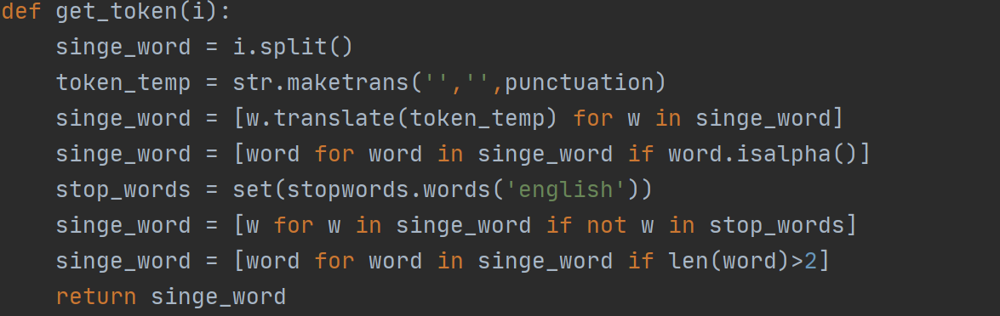 def get_token(i):
    singe_word = i.split()
    token_temp = str.maketrans('','',punctuation)
    singe_word = [w.translate(token_temp) for w in singe_word]
    singe_word = [word for word in singe_word if word.isalpha()]
    stop_words = set(stopwords.words('english'))
    singe_word = [w for w in singe_word if not w in stop_words]
    singe_word = [word for word in singe_word if len(word)>2]
    return singe_word